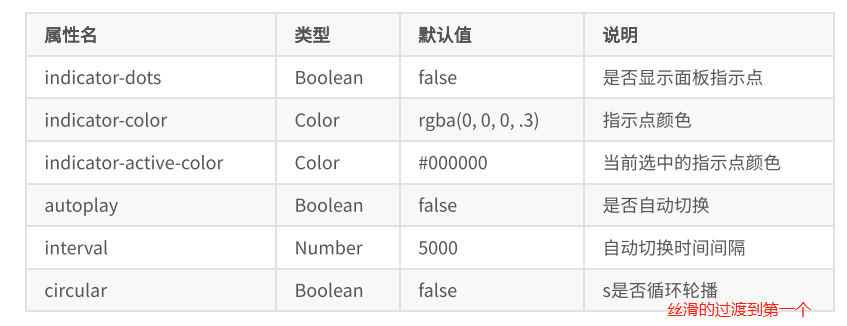 属性名 类型 默认值 说明
indicator-dots Boolean false 是否显示面板指示点
indicator-color Color rgba(0, 0, 0, .3) 指示点颜色
indicator-active-color Color #000000 当前选中的指示点颜色
autoplay Boolean false 是否自动切换
interval Number 5000 自动切换时间间隔
circular Boolean false s是否循环轮播
丝滑的过渡到第一个